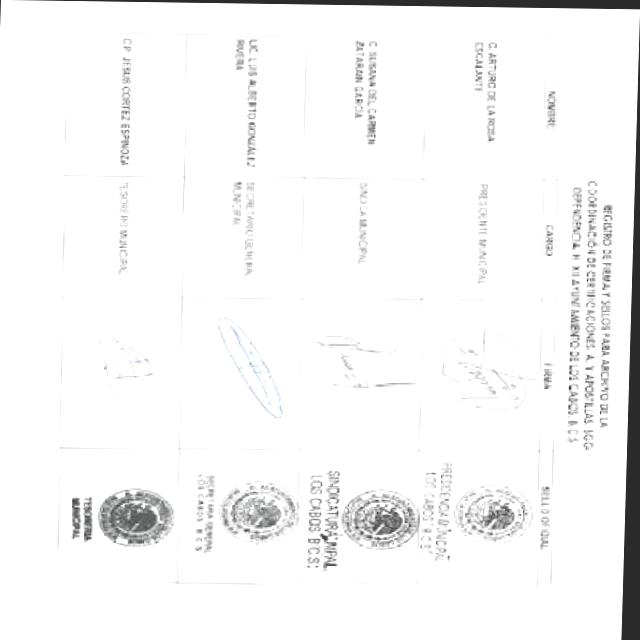 REGISTRO DE FIRMA Y SELLOS PARA ARCHIVO DE LA
COORDINACIÓN DE CERTIFICACIONES, A. Y APOSTILLAS, SGG
DEPENDENCIA: H. XII AYUNTAMIENTO DE LOS CABOS, B.C.S.
NOMBRE
CARGO
FIRMA
SELLO OFICIAL
C. ARTURO DE LA ROSA
ESCALANTE
PRESIDENTE MUNICIPAL
PRESIDENCIA MUNICIPAL
LOS CABOS, B.C.S.
C. SUSANA DEL CARMEN
ZATARAIN GARCIA
SINDICA MUNICIPAL
SINDICATURA MPAL.
LOS CABOS, B.C.S.
LIC. LUIS ALBERTO GONZÁLEZ
RIVERA
SECRETARIO GENERAL
MUNICIPAL
SECRETARIA GENERAL
LOS CABOS, B.C.S.
C.P. JESUS CORTEZ ESPINOZA
TESORERO MUNICIPAL
TESORERIA
MUNICIPAL